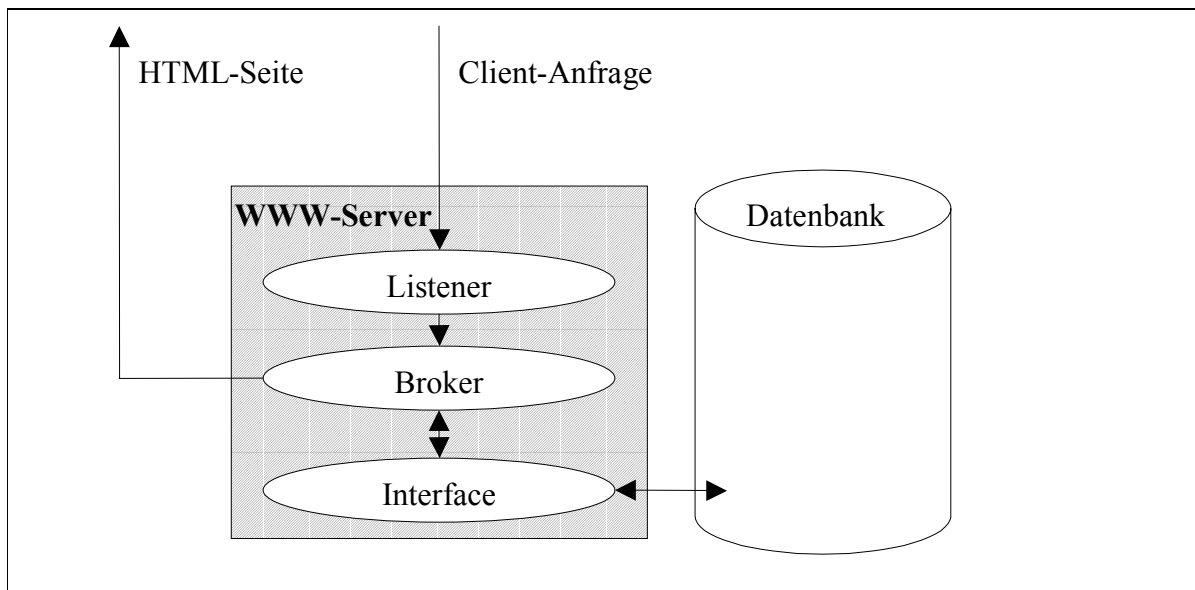 HTML-Seite
Client-Anfrage
WWW-Server
Datenbank
Listener
Broker
Interface